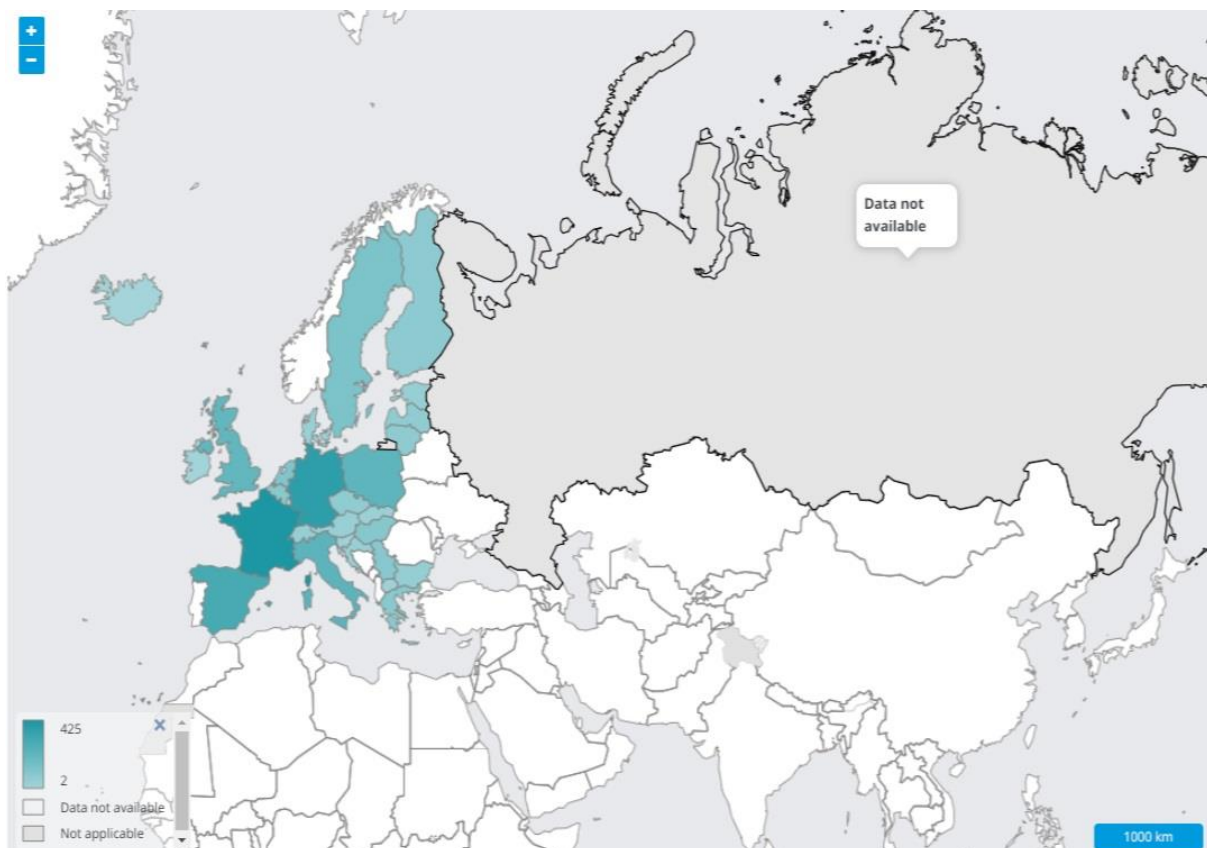 +
−
Data not
available
425
2
Data not available
Not applicable
1000 km